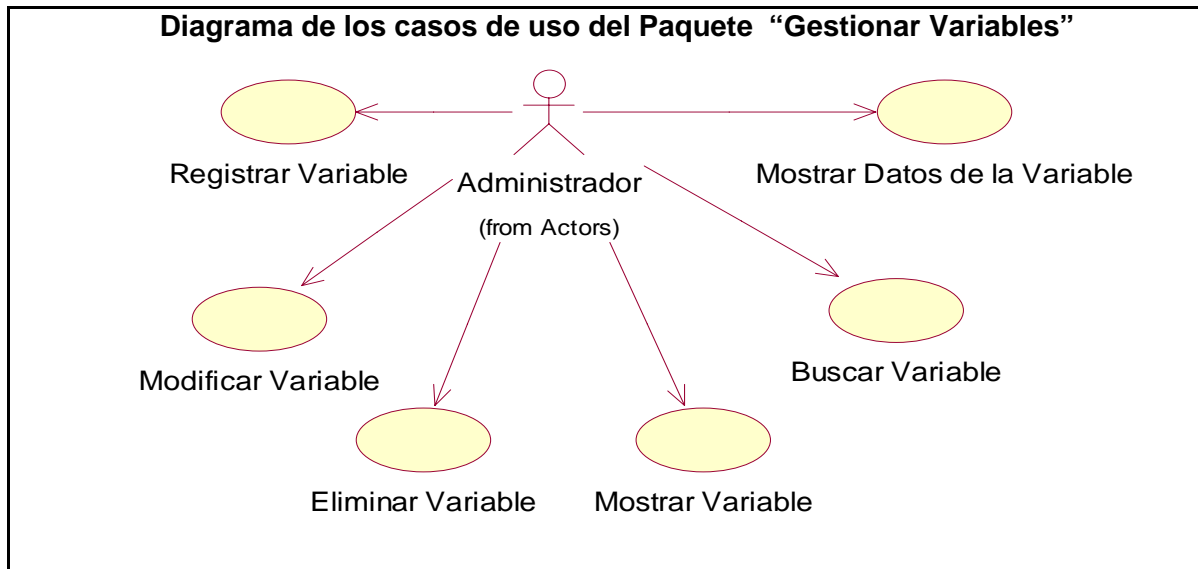 Diagrama de los casos de uso del Paquete “Gestionar Variables”
Registrar Variable
Administrador
(from Actors)
Mostrar Datos de la Variable
Modificar Variable
Buscar Variable
Eliminar Variable
Mostrar Variable